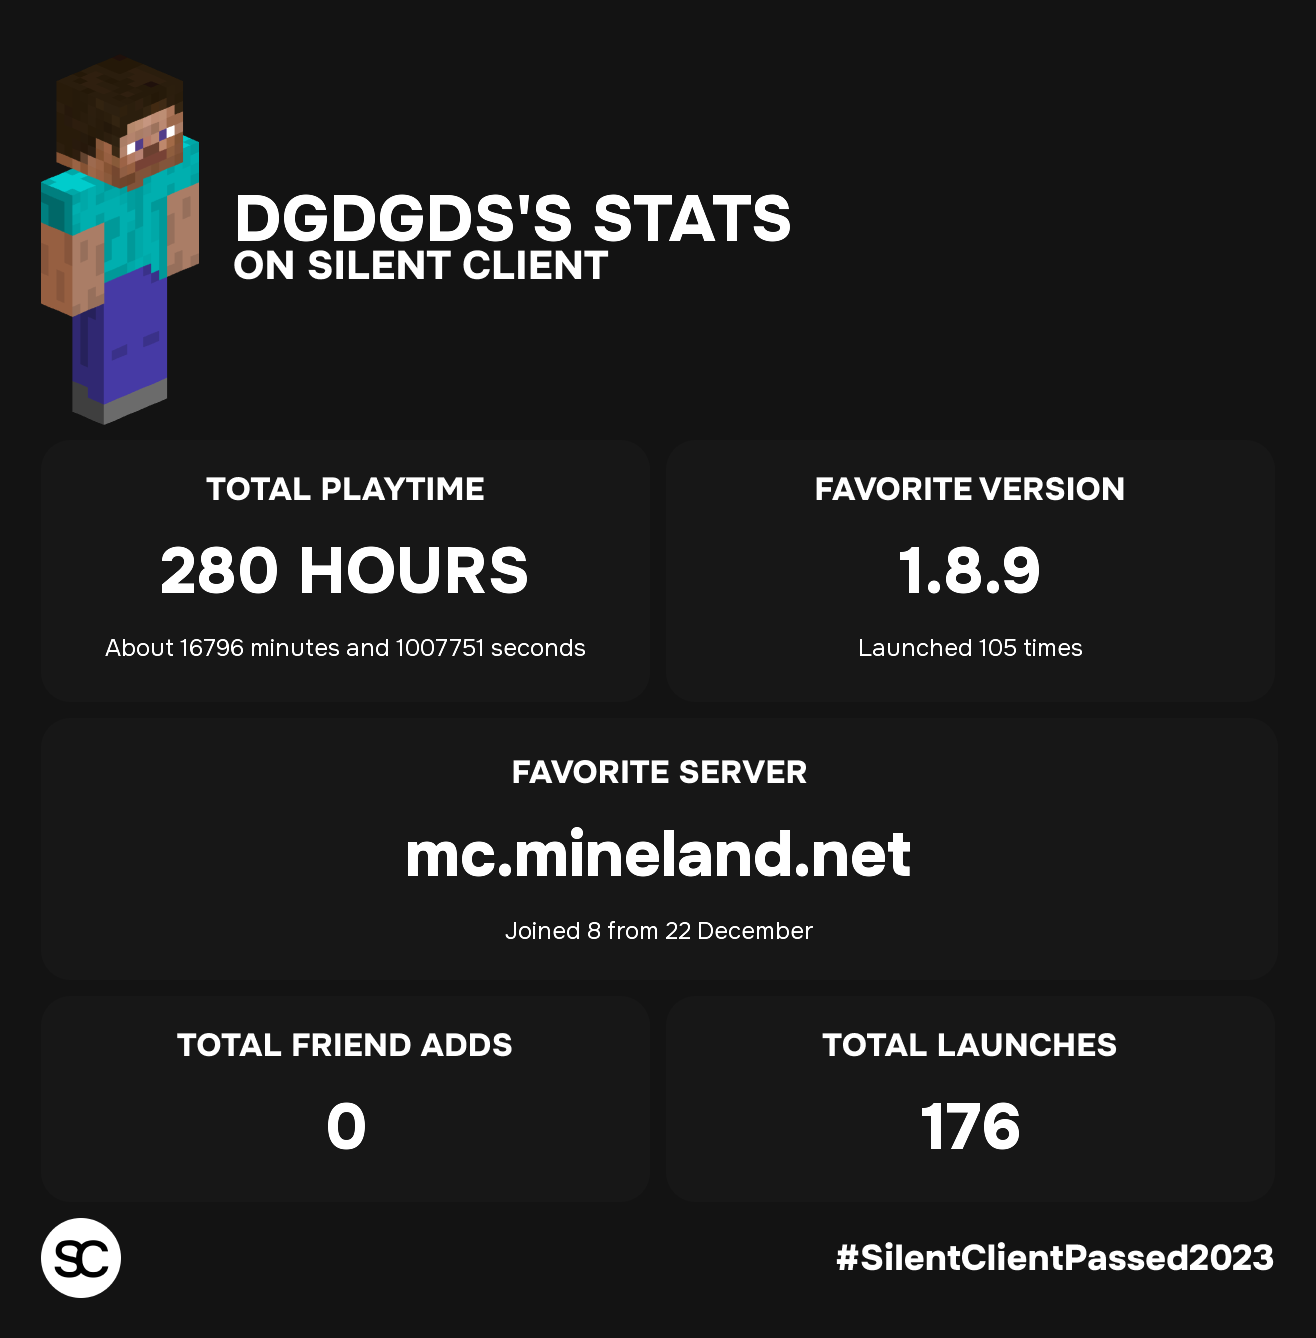 DGDGDS'S STATS
ON SILENT CLIENT
TOTAL PLAYTIME
280 HOURS
About 16796 minutes and 1007751 seconds
FAVORITE VERSION
1.8.9
Launched 105 times
FAVORITE SERVER
mc.mineland.net
Joined 8 from 22 December
TOTAL FRIEND ADDS
0
TOTAL LAUNCHES
176
SC
#SilentClientPassed2023